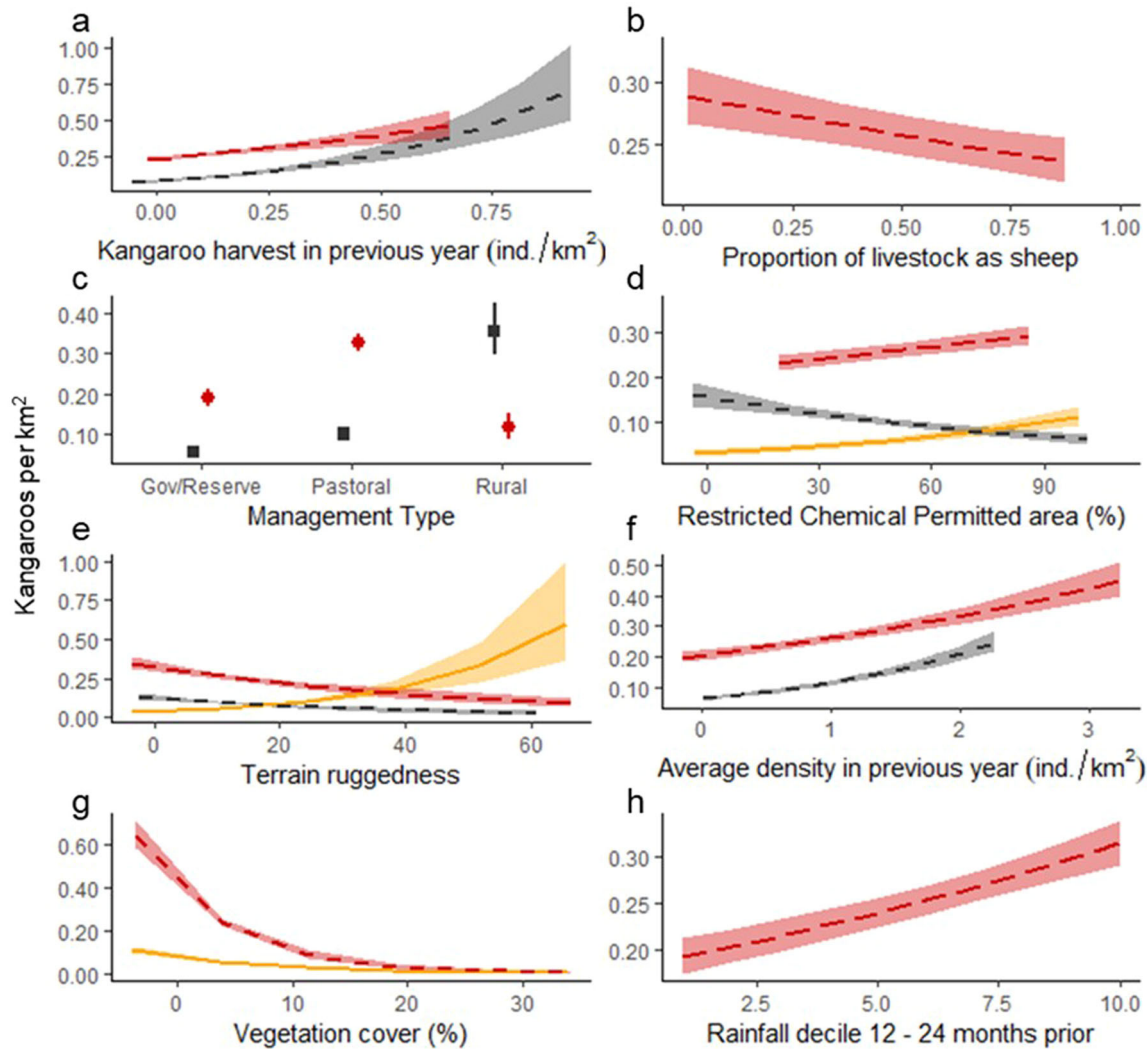 a
1.00
0.75
0.50
0.25
0.00 0.25 0.50 0.75
Kangaroo harvest in previous year (ind./km²)
b
0.30
0.25
0.00 0.25 0.50 0.75 1.00
Proportion of livestock as sheep
c
0.40
0.30
0.20
0.10
Gov/Reserve Pastoral Rural
Management Type
d
0.30
0.20
0.10
0 30 60 90
Restricted Chemical Permitted area (%)
Kangaroos per km²
e
1.00
0.75
0.50
0.25
0.00
0 20 40 60
Terrain ruggedness
f
0.50
0.40
0.30
0.20
0.10
0 1 2 3
Average density in previous year (ind./km²)
g
0.60
0.40
0.20
0.00
0 10 20 30
Vegetation cover (%)
h
0.30
0.25
0.20
2.5 5.0 7.5 10.0
Rainfall decile 12 - 24 months prior